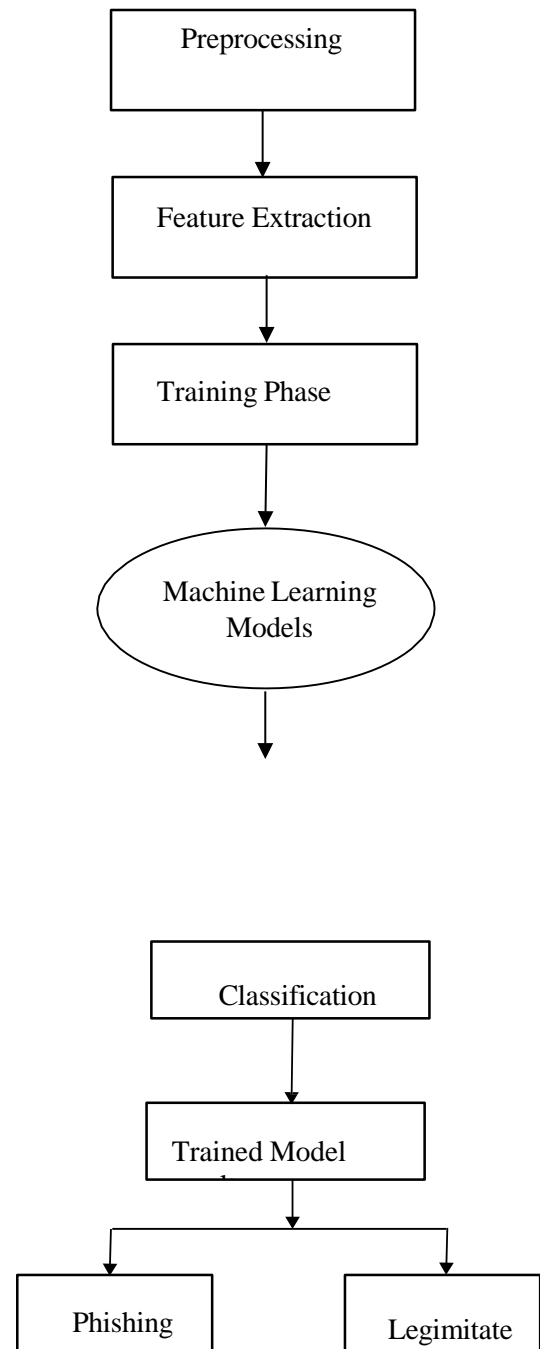 Preprocessing
Feature Extraction
Training Phase
Machine Learning
Models
Classification
Trained Model
Phishing
Legimitate